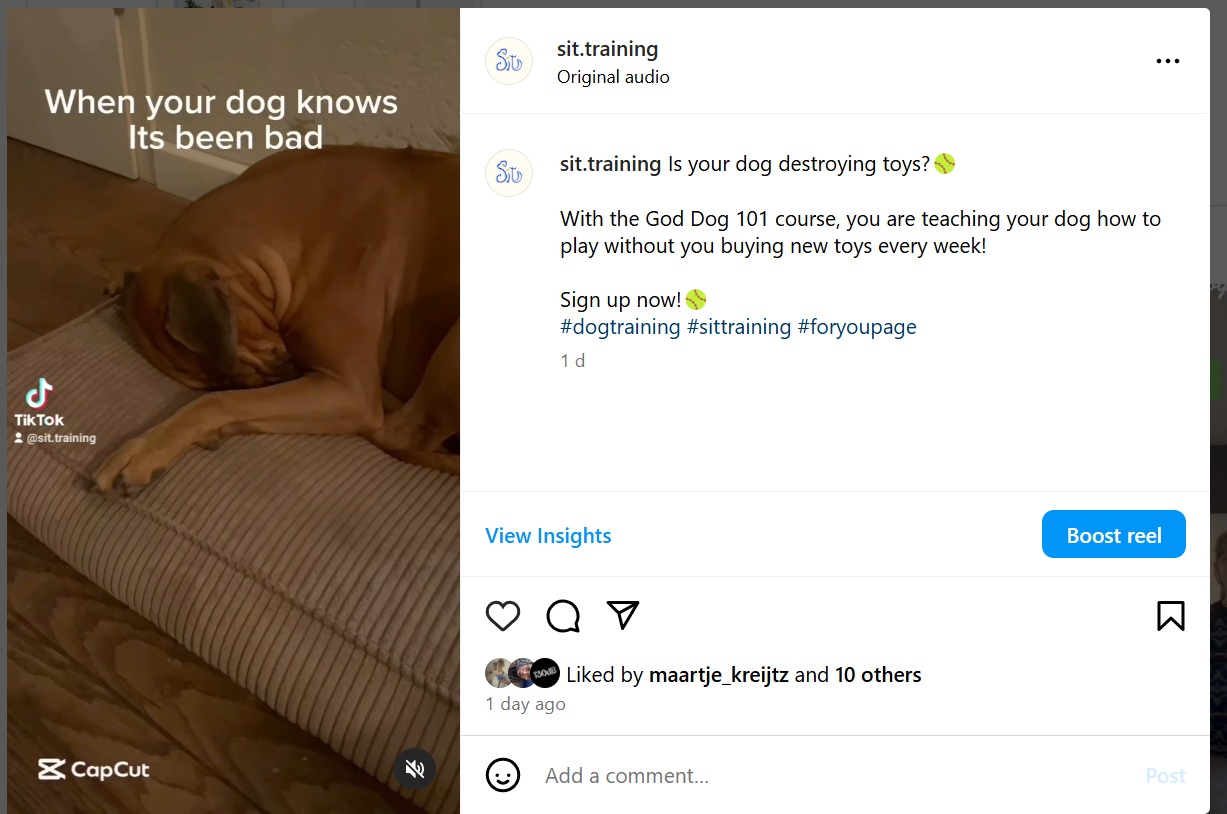 When your dog knows
Its been bad
TikTok
@sit.training
CapCut
Sit
sit.training
Original audio
Sit
sit.training Is your dog destroying toys?🥎
With the God Dog 101 course, you are teaching your dog how to
play without you buying new toys every week!
Sign up now!🥎
#dogtraining #sittraining #foryoupage
1 d
View Insights
Boost reel
130dB
Liked by maartje_kreijtz and 10 others
1 day ago
Add a comment...
Post